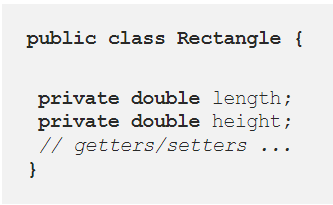 public class Rectangle {
private double length;
private double height;
// getters/setters ...
}